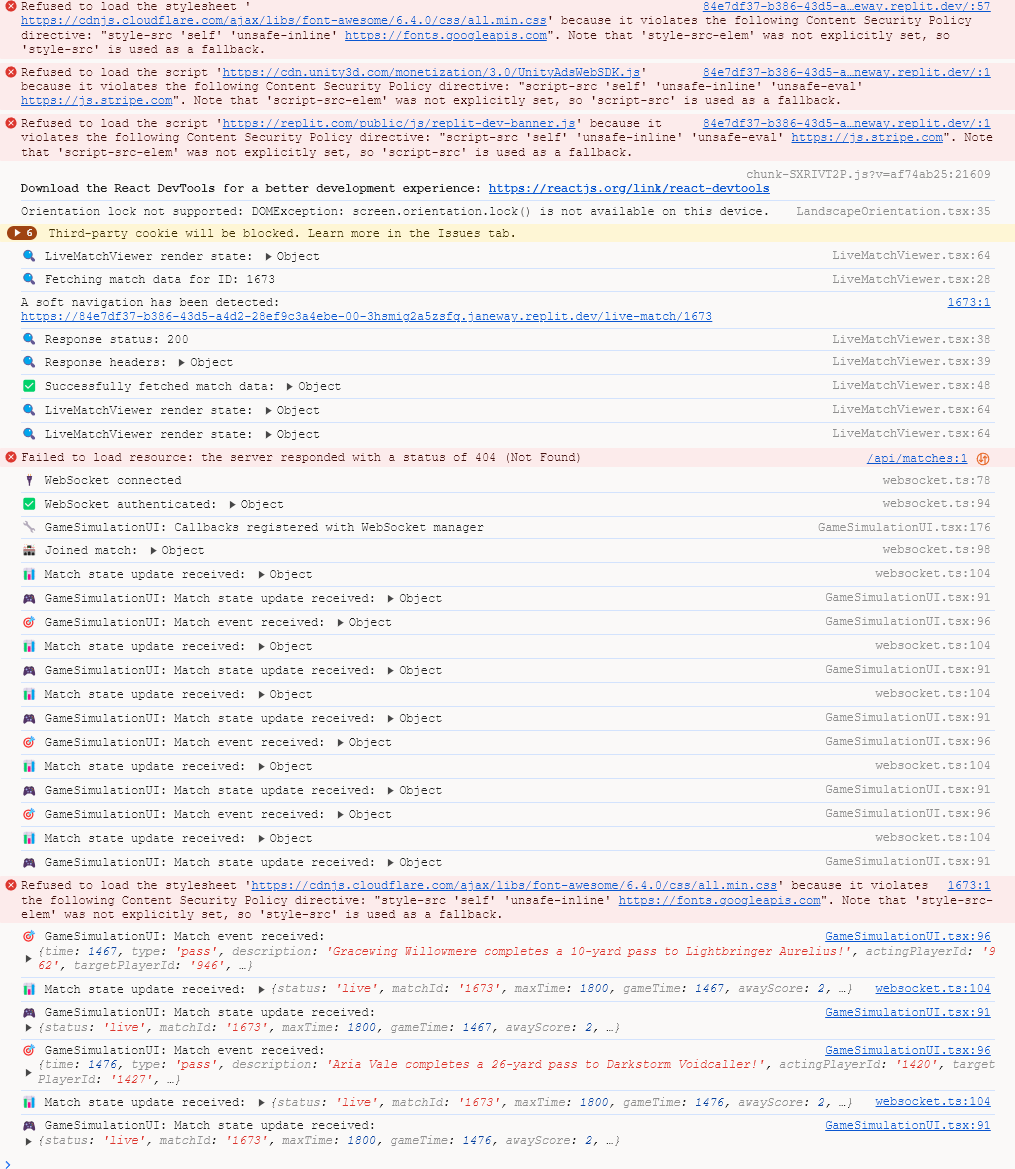 Refused to load the stylesheet ' 84e7df37-b386-43d5-a…eway.replit.dev/:57
https://cdnjs.cloudflare.com/ajax/libs/font-awesome/6.4.0/css/all.min.css' because it violates the following Content Security Policy
directive: "style-src 'self' 'unsafe-inline' https://fonts.googleapis.com". Note that 'style-src-elem' was not explicitly set, so
'style-src' is used as a fallback.
Refused to load the script 'https://cdn.unity3d.com/monetization/3.0/UnityAdsWebSDK.js' 84e7df37-b386-43d5-a…neway.replit.dev/:1
because it violates the following Content Security Policy directive: "script-src 'self' 'unsafe-inline' 'unsafe-eval'
https://js.stripe.com". Note that 'script-src-elem' was not explicitly set, so 'script-src' is used as a fallback.
Refused to load the script 'https://replit.com/public/js/replit-dev-banner.js' because it 84e7df37-b386-43d5-a…neway.replit.dev/:1
violates the following Content Security Policy directive: "script-src 'self' 'unsafe-inline' 'unsafe-eval' https://js.stripe.com". Note
that 'script-src-elem' was not explicitly set, so 'script-src' is used as a fallback.
chunk-SXRIVT2P.js?v=af74ab25:21609
Download the React DevTools for a better development experience: https://reactjs.org/link/react-devtools
Orientation lock not supported: DOMException: screen.orientation.lock() is not available on this device. LandscapeOrientation.tsx:35
6 Third-party cookie will be blocked. Learn more in the Issues tab.
LiveMatchViewer render state: Object LiveMatchViewer.tsx:64
Fetching match data for ID: 1673 LiveMatchViewer.tsx:28
A soft navigation has been detected: 1673:1
https://84e7df37-b386-43d5-a4d2-28ef9c3a4ebe-00-3hsmig2a5zsfq.janeway.replit.dev/live-match/1673
Response status: 200 LiveMatchViewer.tsx:38
Response headers: Object LiveMatchViewer.tsx:39
Successfully fetched match data: Object LiveMatchViewer.tsx:48
LiveMatchViewer render state: Object LiveMatchViewer.tsx:64
LiveMatchViewer render state: Object LiveMatchViewer.tsx:64
Failed to load resource: the server responded with a status of 404 (Not Found) /api/matches:1
WebSocket connected websocket.ts:78
WebSocket authenticated: Object websocket.ts:94
GameSimulationUI: Callbacks registered with WebSocket manager GameSimulationUI.tsx:176
Joined match: Object websocket.ts:98
Match state update received: Object websocket.ts:104
GameSimulationUI: Match state update received: Object GameSimulationUI.tsx:91
GameSimulationUI: Match event received: Object GameSimulationUI.tsx:96
Match state update received: Object websocket.ts:104
GameSimulationUI: Match state update received: Object GameSimulationUI.tsx:91
Match state update received: Object websocket.ts:104
GameSimulationUI: Match state update received: Object GameSimulationUI.tsx:91
GameSimulationUI: Match event received: Object GameSimulationUI.tsx:96
Match state update received: Object websocket.ts:104
GameSimulationUI: Match state update received: Object GameSimulationUI.tsx:91
GameSimulationUI: Match event received: Object GameSimulationUI.tsx:96
Match state update received: Object websocket.ts:104
GameSimulationUI: Match state update received: Object GameSimulationUI.tsx:91
Refused to load the stylesheet 'https://cdnjs.cloudflare.com/ajax/libs/font-awesome/6.4.0/css/all.min.css' because it violates 1673:1
the following Content Security Policy directive: "style-src 'self' 'unsafe-inline' https://fonts.googleapis.com". Note that 'style-src-
elem' was not explicitly set, so 'style-src' is used as a fallback.
GameSimulationUI: Match event received: GameSimulationUI.tsx:96
{time: 1467, type: 'pass', description: 'Gracewing Willowmere completes a 10-yard pass to Lightbringer Aurelius!', actingPlayerId: '9
62', targetPlayerId: '946', …}
Match state update received: {status: 'live', matchId: '1673', maxTime: 1800, gameTime: 1467, awayScore: 2, …} websocket.ts:104
GameSimulationUI: Match state update received: GameSimulationUI.tsx:91
{status: 'live', matchId: '1673', maxTime: 1800, gameTime: 1467, awayScore: 2, …}
GameSimulationUI: Match event received: GameSimulationUI.tsx:96
{time: 1476, type: 'pass', description: 'Aria Vale completes a 26-yard pass to Darkstorm Voidcaller!', actingPlayerId: '1420', target
PlayerId: '1427', …}
Match state update received: {status: 'live', matchId: '1673', maxTime: 1800, gameTime: 1476, awayScore: 2, …} websocket.ts:104
GameSimulationUI: Match state update received: GameSimulationUI.tsx:91
{status: 'live', matchId: '1673', maxTime: 1800, gameTime: 1476, awayScore: 2, …}